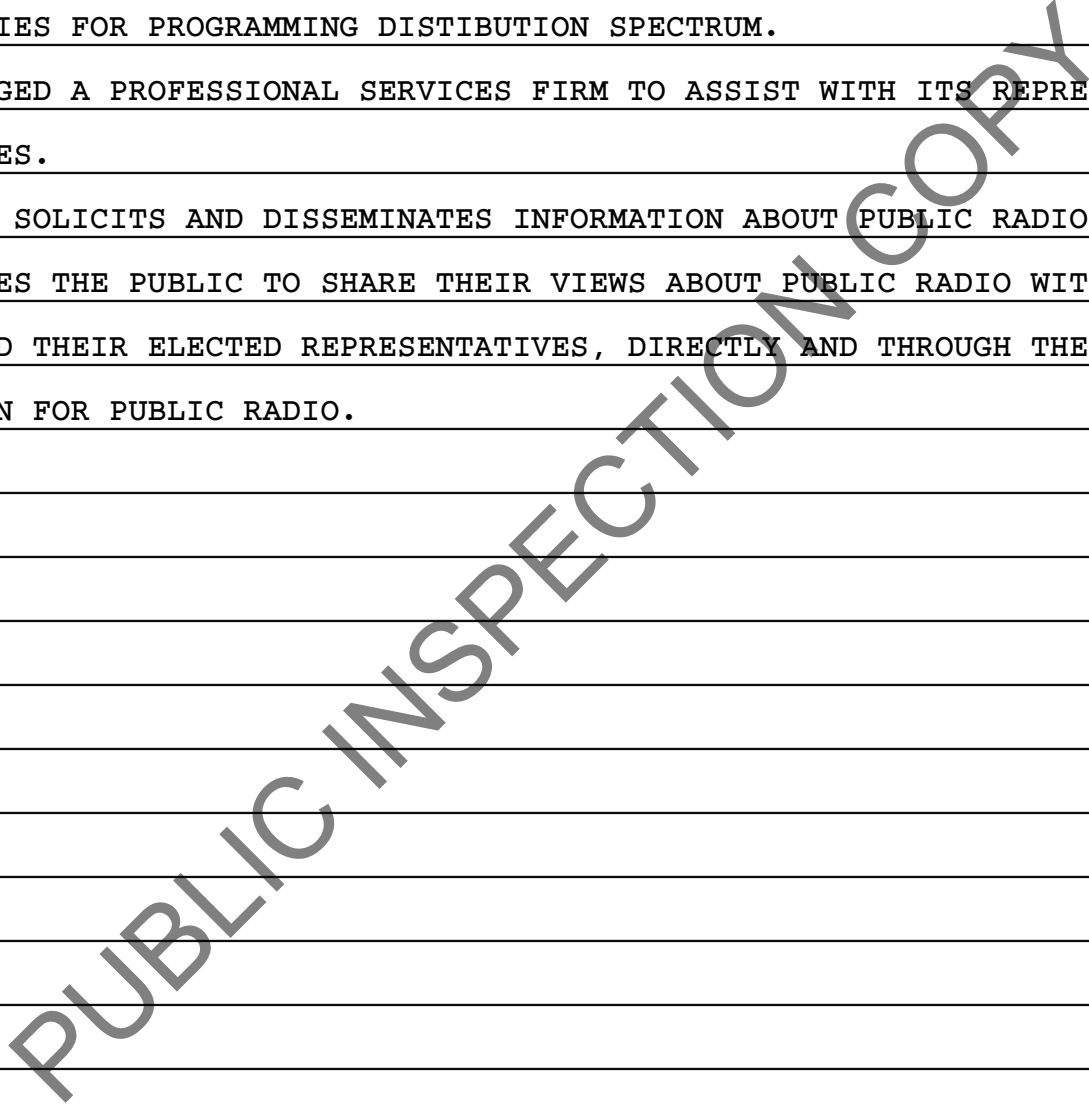 IES FOR PROGRAMMING DISTIBUTION SPECTRUM.
GED A PROFESSIONAL SERVICES FIRM TO ASSIST WITH ITS REPRE
ES.
SOLICITS AND DISSEMINATES INFORMATION ABOUT PUBLIC RADIO
ES THE PUBLIC TO SHARE THEIR VIEWS ABOUT PUBLIC RADIO WIT
D THEIR ELECTED REPRESENTATIVES, DIRECTLY AND THROUGH THE
N FOR PUBLIC RADIO.
PUBLIC INSPECTION COPY